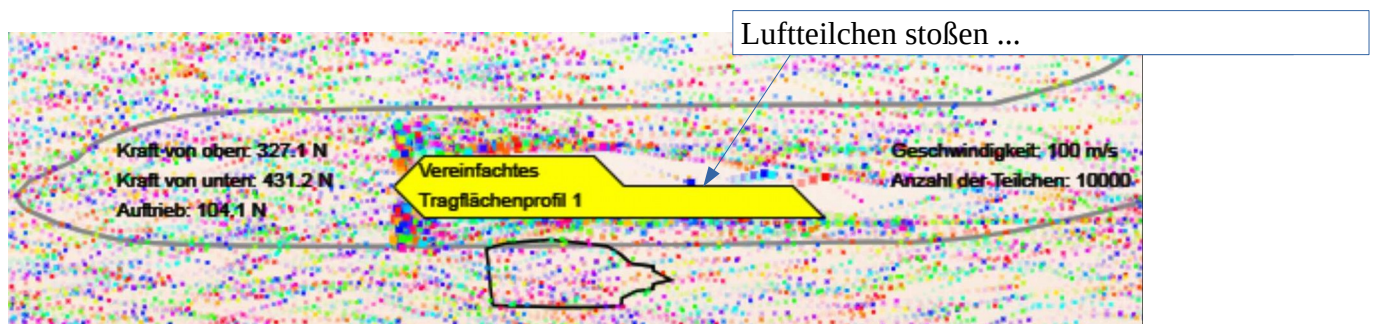 Luftteilchen stoßen ...
Kraft von oben: 327.1 N
Kraft von unten: 431.2 N
Auftrieb: 104.1 N
Vereinfachtes
Tragflächenprofil 1
Geschwindigkeit: 100 m/s
Anzahl der Teilchen: 10000